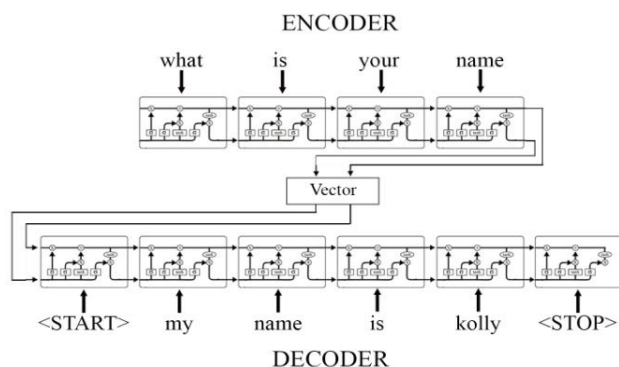 ENCODER
what is your name
Vector
<START> my name is kolly <STOP>
DECODER